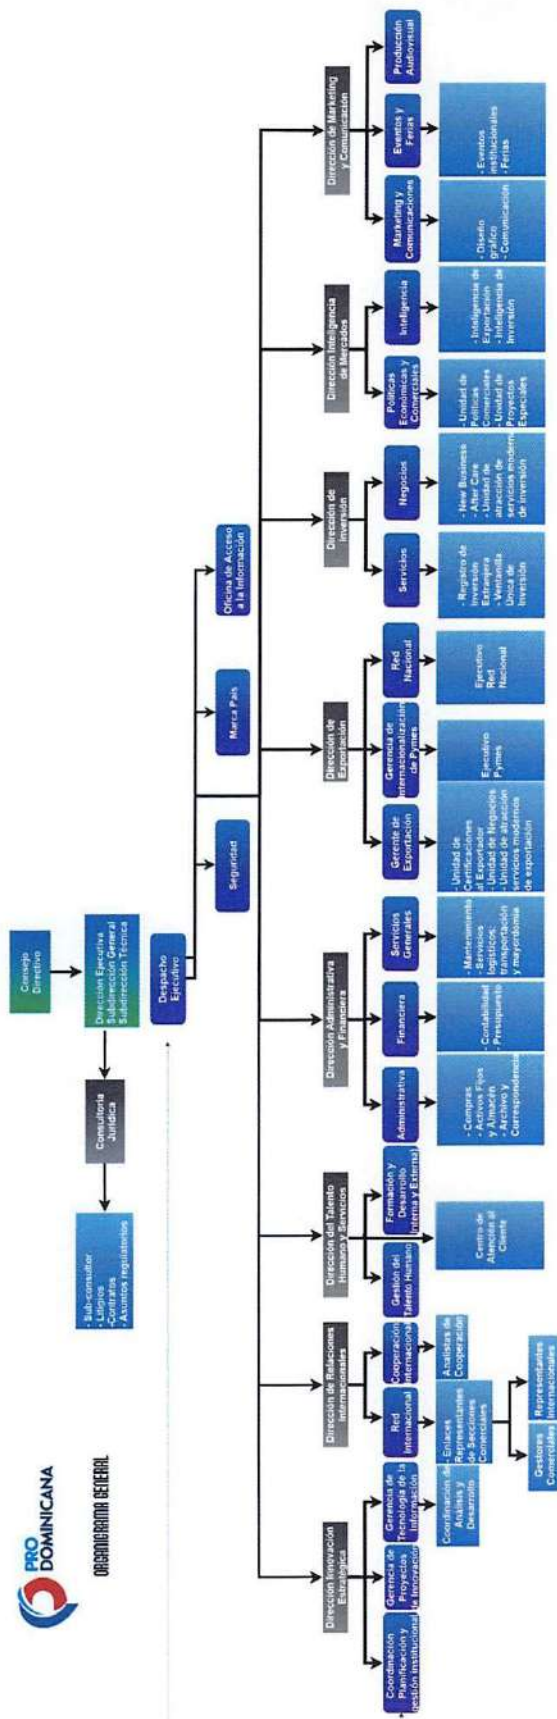 PRO
DOMINICANA
ORGANIGRAMA GENERAL
Consejo
Directivo
Dirección Ejecutiva
Subdirección General
Subdirección Técnica
Consultoría
Jurídica
- Sub-consultor
- Litigios
-Contratos
- Asuntos regulatorios
Despacho
Ejecutivo
Seguridad
Marca País
Oficina de Acceso
a la Información
Dirección Innovación
Estratégica
Coordinación
Planificación y
gestión institucional
Gerencia de
Proyectos
de Innovación
Gerencia de
Tecnología de la
Información
Coordinación de
Análisis y
Desarrollo
Dirección de Relaciones
Internacionales
Red
Internacional
Cooperación
Internacional
- Enlaces
Representantes
de Secciones
Comerciales
Analistas de
Cooperación
Gestores
Comerciales
Representantes
Internacionales
Dirección del Talento
Humano y Servicios
Gestión del
Talento Humano
Formación y
Desarrollo
Interna y External
Centro de
Atención al
Cliente
Dirección Administrativa
y Financiera
Administrativa
Financiera
Servicios
Generales
- Compras
- Activos Fijos
y Almacén
- Archivo y
Correspondencia
- Contabilidad
- Presupuesto
- Mantenimiento
- Servicios
logísticos:
transportación
y mayordomía
Dirección de
Exportación
Gerente de
Exportación
Gerencia de
Internacionalización
de Pymes
Red
Nacional
- Unidad de
Certificaciones
al Exportador
- Unidad de Negocios
- Unidad de atracción
servicios modernos
de exportación
Ejecutivo
Pymes
Ejecutivo
Red
Nacional
Dirección de
Inversión
Servicios
Negocios
- Registro de
Inversión
Extranjera
- Ventanilla
Única de
Inversión
- New Business
- After Care
- Unidad de
atracción de
servicios moderna
de inversión
Dirección Inteligencia
de Mercados
Políticas
Económicas y
Comerciales
Inteligencia
- Unidad de
Políticas
Comerciales
- Unidad de
Proyectos
Especiales
- Inteligencia de
Exportación
- Inteligencia de
Inversión
Dirección de Marketing
y Comunicación
Marketing y
Comunicaciones
Eventos y
Ferias
Producción
Audiovisual
- Diseño
gráfico
- Comunicación
- Eventos
institucionales
- Ferias